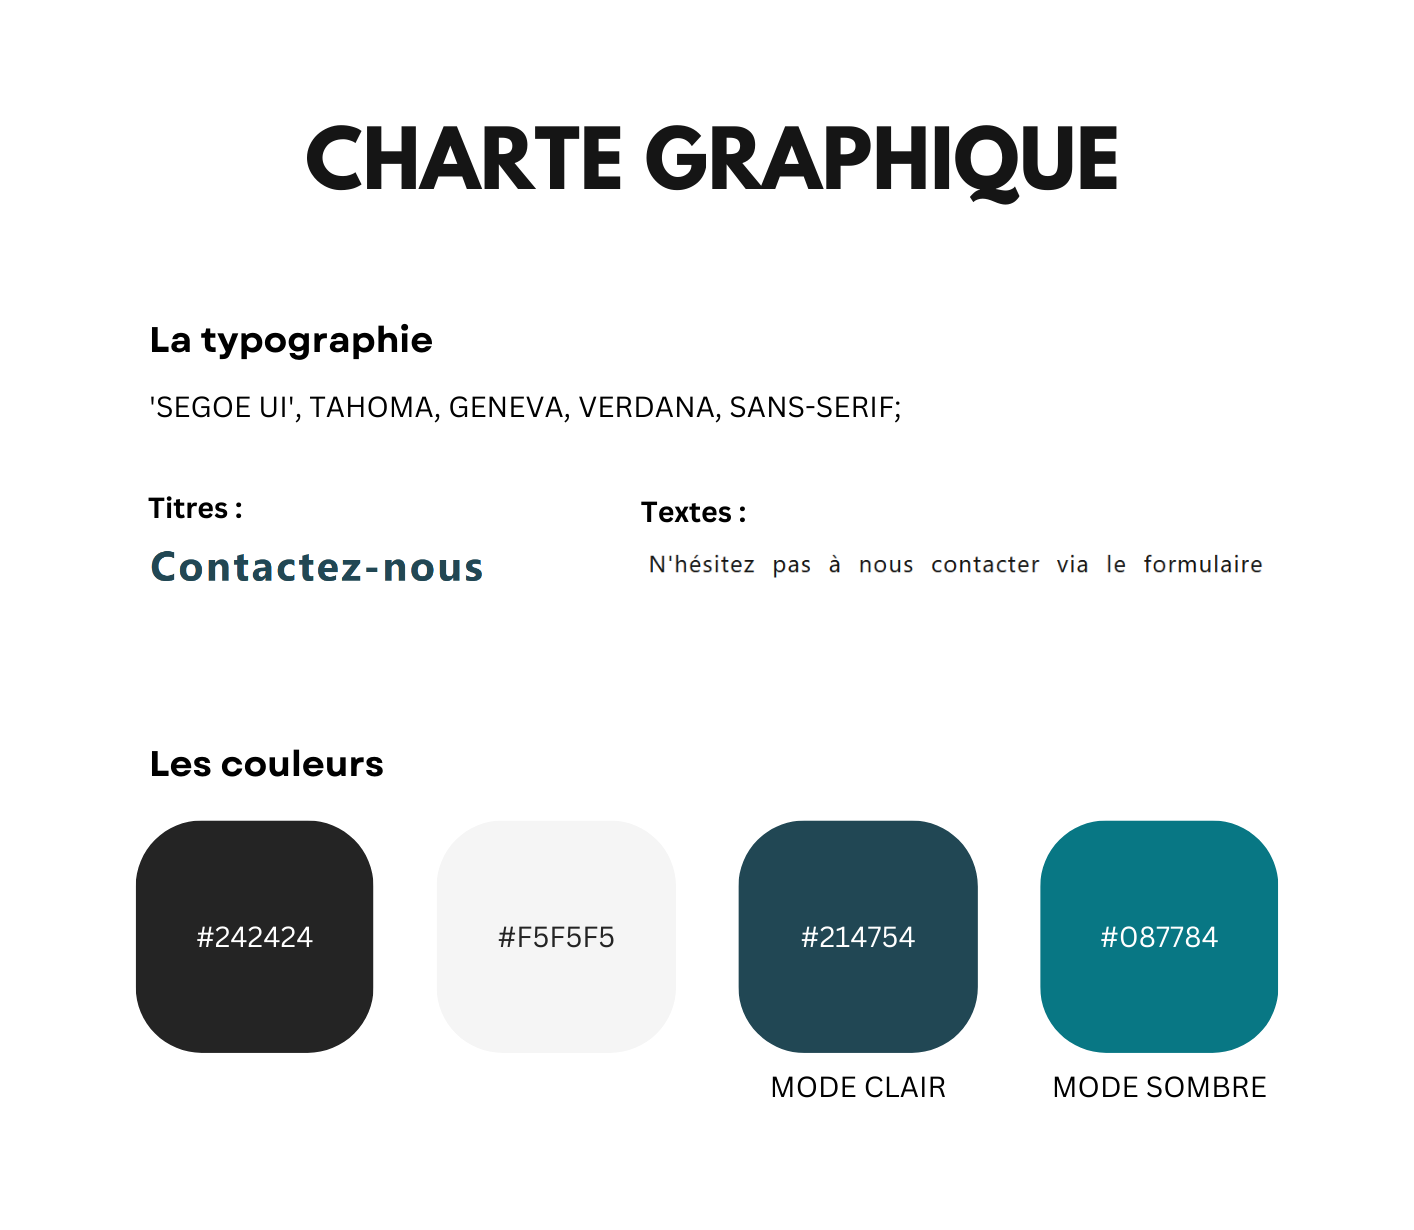 CHARTE GRAPHIQUE
La typographie
'SEGOE UI', TAHOMA, GENEVA, VERDANA, SANS-SERIF;
Titres :
Contactez-nous
Textes :
N'hésitez pas à nous contacter via le formulaire
Les couleurs
#242424
#F5F5F5
#214754
#087784
MODE CLAIR
MODE SOMBRE